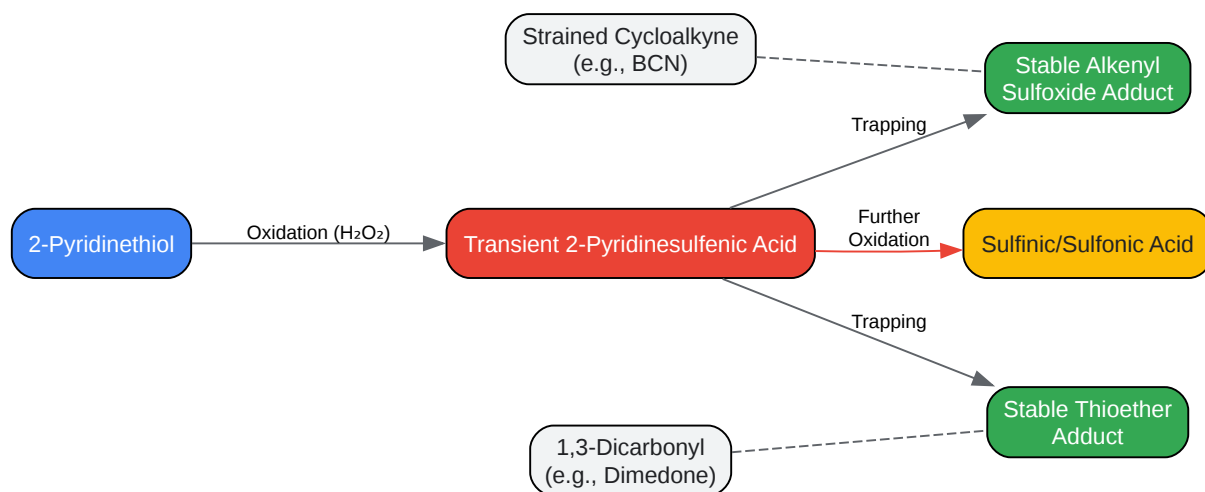 Strained Cycloalkyne
(e.g., BCN)
Stable Alkenyl
Sulfoxide Adduct
Trapping
2-Pyridinethiol
Oxidation (H₂O₂)
Transient 2-Pyridinesulfenic Acid
Further
Oxidation
Sulfinic/Sulfonic Acid
Trapping
Stable Thioether
Adduct
1,3-Dicarbonyl
(e.g., Dimedone)